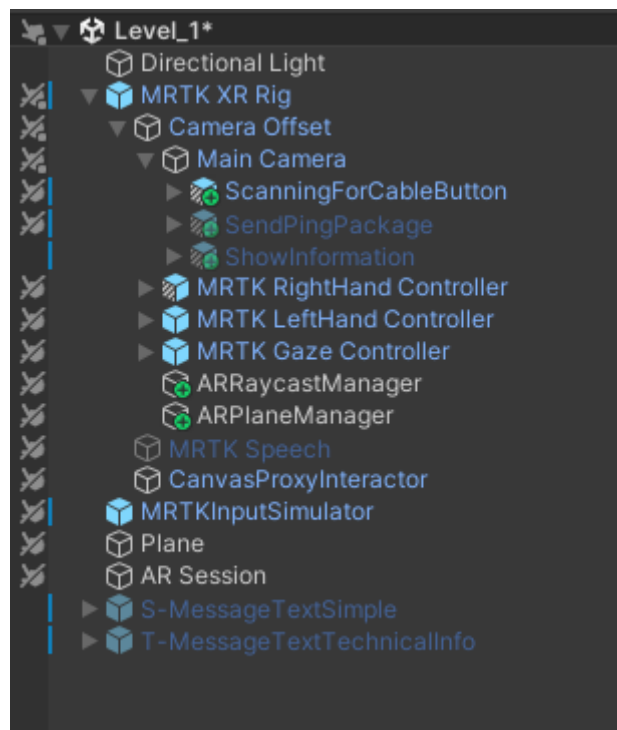 Level_1*
Directional Light
MRTK XR Rig
Camera Offset
Main Camera
ScanningForCableButton
SendPingPackage
ShowInformation
MRTK RightHand Controller
MRTK LeftHand Controller
MRTK Gaze Controller
ARRaycastManager
ARPlaneManager
MRTK Speech
CanvasProxyInteractor
MRTKInputSimulator
Plane
AR Session
S-MessageTextSimple
T-MessageTextTechnicalInfo